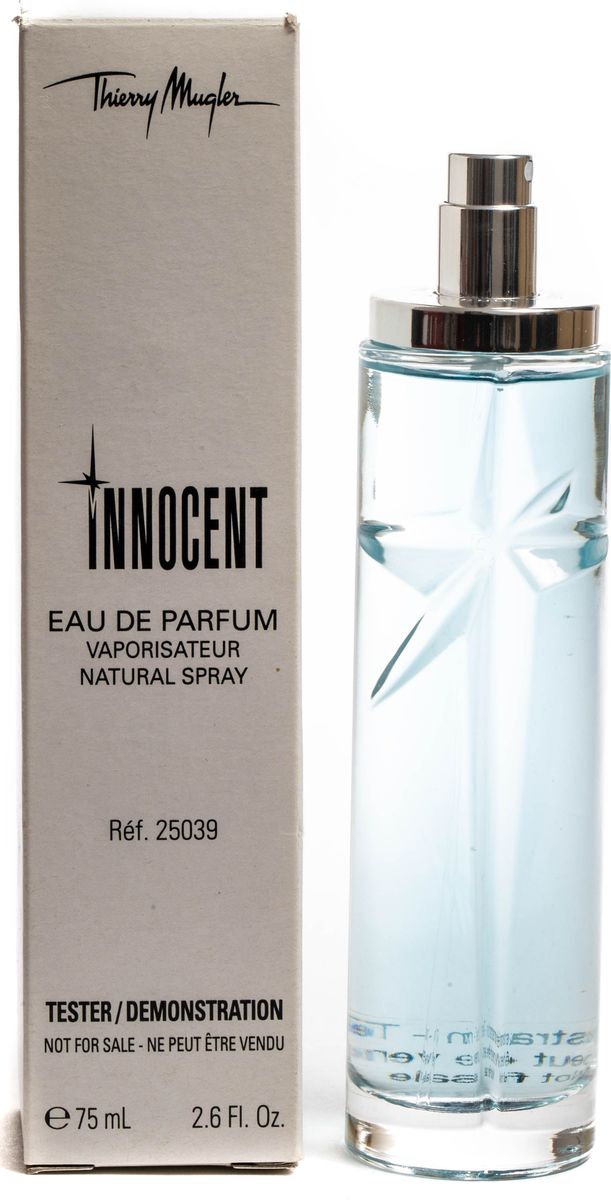 Thierry Mugler
INNOCENT
EAU DE PARFUM
VAPORISATEUR
NATURAL SPRAY
Réf. 25039
TESTER/DEMONSTRATION
NOT FOR SALE - NE PEUT ÊTRE VENDU
℮ 75 mL 2.6 Fl. Oz.